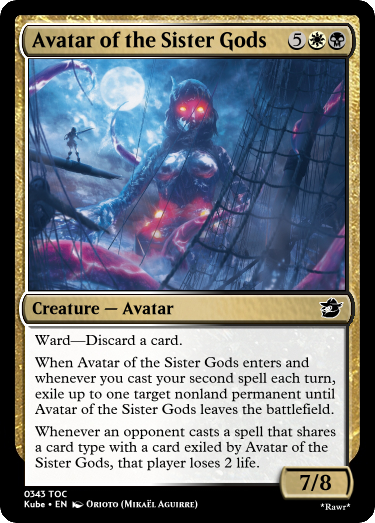 Avatar of the Sister Gods 5
Creature — Avatar
Ward—Discard a card.
When Avatar of the Sister Gods enters and
whenever you cast your second spell each turn,
exile up to one target nonland permanent until
Avatar of the Sister Gods leaves the battlefield.
Whenever an opponent casts a spell that shares
a card type with a card exiled by Avatar of the
Sister Gods, that player loses 2 life.
7/8
0343 TOC
Kube • EN Orioto (Mikaël Aguirre)
*Rawr*